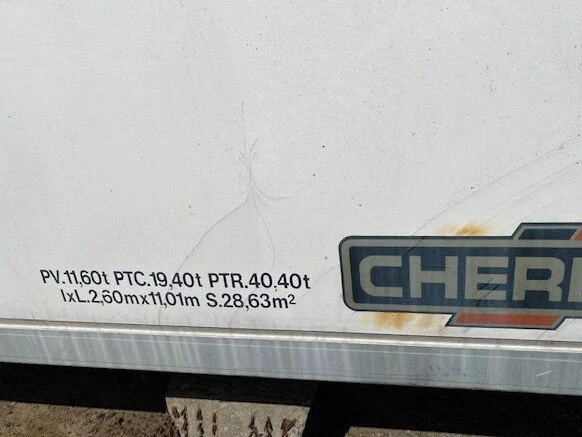 PV.11,60t PTC.19,40t PTR.40,40t
lxL.2,60mx11,01m S.28,63m²
CHER